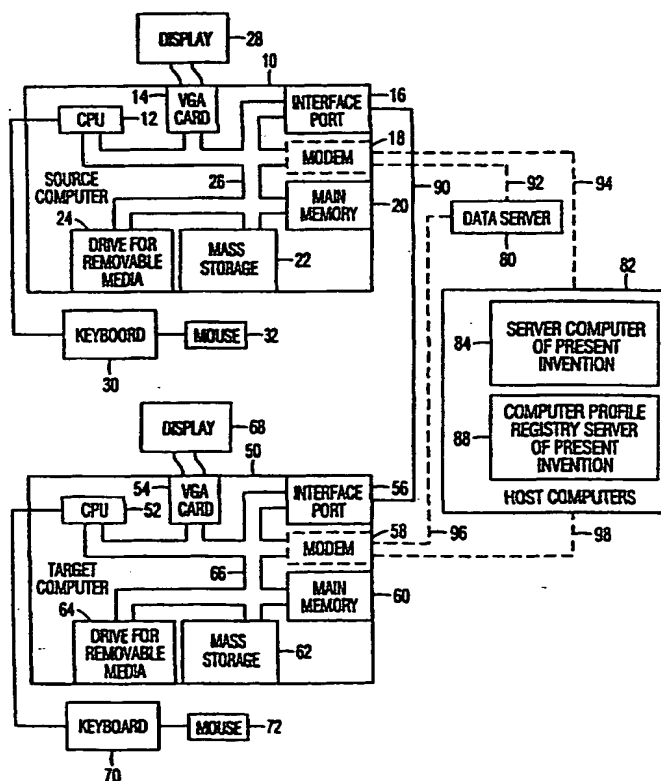 DISPLAY
28
10
14
VGA
CARD
INTERFACE
PORT
16
CPU
12
18
MODEM
26
90
92
94
SOURCE
COMPUTER
MAIN
MEMORY
20
DATA SERVER
80
24
DRIVE FOR
REMOVABLE
MEDIA
MASS
STORAGE
22
82
KEYBOORD
30
MOUSE
32
84
SERVER COMPUTER
OF PRESENT
INVENTION
DISPLAY
68
88
COMPUTER PROFILE
REGISTRY SERVER
OF PRESENT
INVENTION
HOST COMPUTERS
50
54
VGA
CARD
INTERFACE
PORT
56
CPU
52
58
MODEM
66
96
98
TARGET
COMPUTER
MAIN
MEMORY
60
64
DRIVE FOR
REMOVABLE
MEDIA
MASS
STORAGE
62
KEYBOARD
70
MOUSE
72